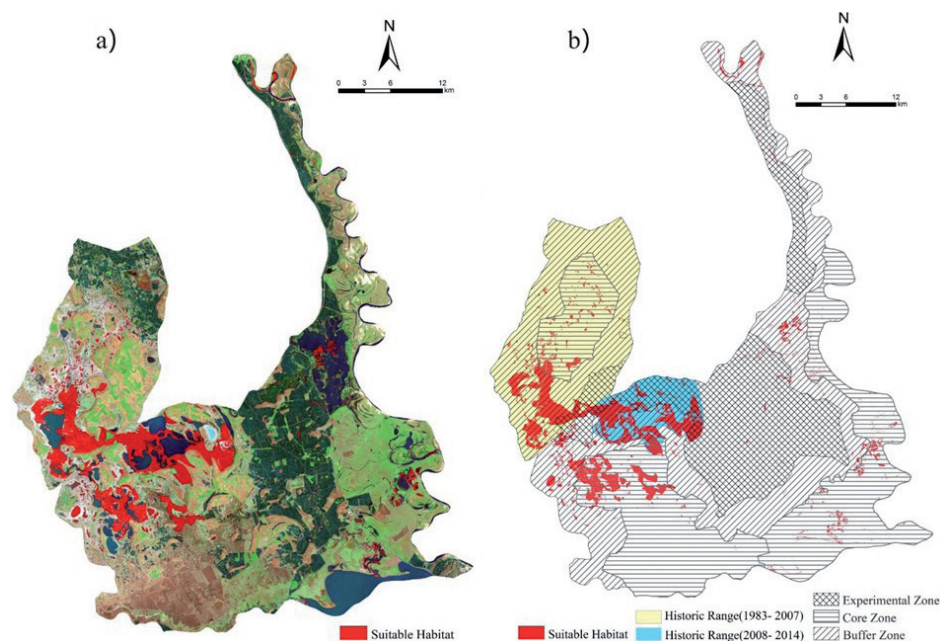 a)
N
0 3 6 12
km
Suitable Habitat
b)
N
0 3 6 12
km
Experimental Zone
Core Zone
Historic Range(1983- 2007)
Suitable Habitat
Historic Range(2008- 2014)
Buffer Zone